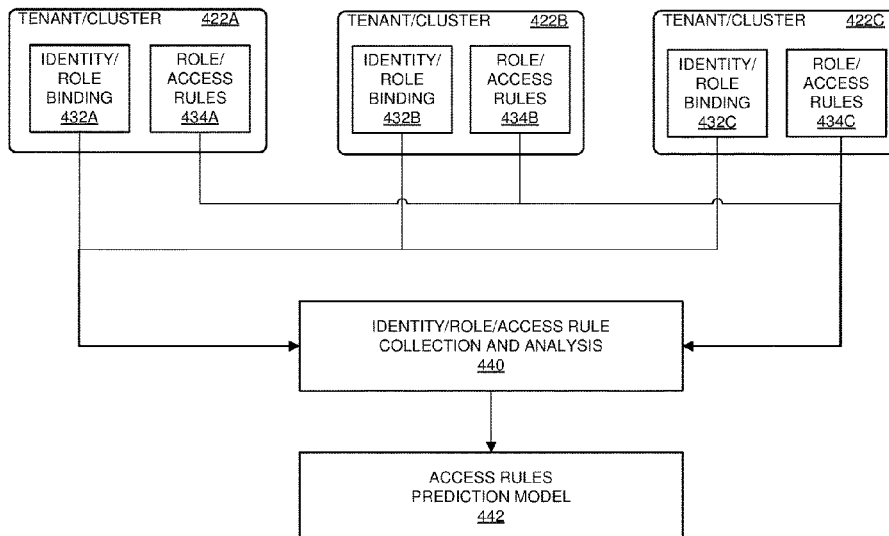 TENANT/CLUSTER 422A
IDENTITY/
ROLE
BINDING
432A
ROLE/
ACCESS
RULES
434A
TENANT/CLUSTER 422B
IDENTITY/
ROLE
BINDING
432B
ROLE/
ACCESS
RULES
434B
TENANT/CLUSTER 422C
IDENTITY/
ROLE
BINDING
432C
ROLE/
ACCESS
RULES
434C
IDENTITY/ROLE/ACCESS RULE
COLLECTION AND ANALYSIS
440
ACCESS RULES
PREDICTION MODEL
442